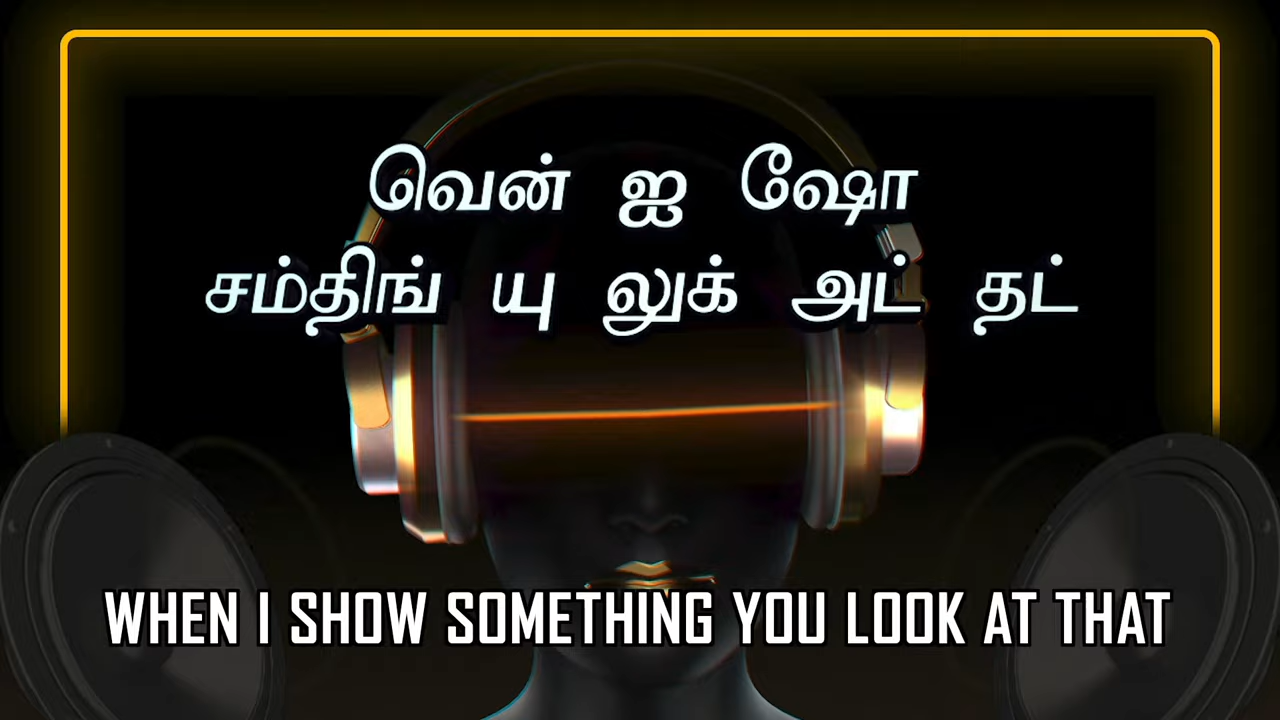 வென் ஐ ஷோ
சம்திங் யு லுக் அட் தட்
WHEN I SHOW SOMETHING YOU LOOK AT THAT